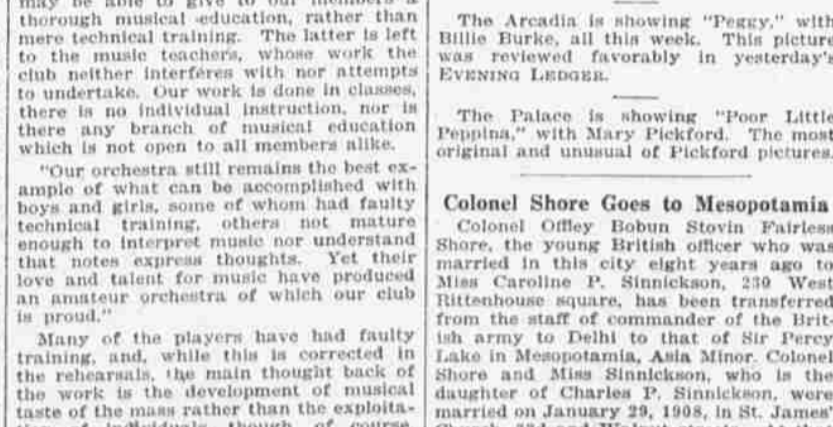 may be able to give to our members a
thorough musical education, rather than
mere technical training. The latter is left
to the music teachers, whose work the
club neither interferes with nor attempts
to undertake. Our work is done in classes,
there is no individual instruction, nor is
there any branch of musical education
which is not open to all members alike.
"Our orchestra still remains the best ex-
ample of what can be accomplished with
boys and girls, some of whom had faulty
technical training, others not mature
enough to interpret music nor understand
that notes express thoughts. Yet their
love and talent for music have produced
an amateur orchestra of which our club
is proud."
Many of the players have had faulty
training, and, while this is corrected in
the rehearsals, the main thought back of
the work is the development of musical
taste of the mass rather than the exploita-
tion of individuals, though, of course,
The Arcadia is showing "Peggy," with
Billie Burke, all this week. This picture
was reviewed favorably in yesterday's
EVENING LEDGER.
The Palace is showing "Poor Little
Peppina," with Mary Pickford. The most
original and unusual of Pickford pictures.
Colonel Shore Goes to Mesopotamia
Colonel Offley Bobun Stovin Fairless
Shore, the young British officer who was
married in this city eight years ago to
Miss Caroline P. Sinnickson, 230 West
Rittenhouse square, has been transferred
from the staff of commander of the Brit-
ish army to Delhi to that of Sir Percy
Lake in Mesopotamia, Asia Minor. Colonel
Shore and Miss Sinnickson, who is the
daughter of Charles P. Sinnickson, were
married on January 29, 1908, in St. James'